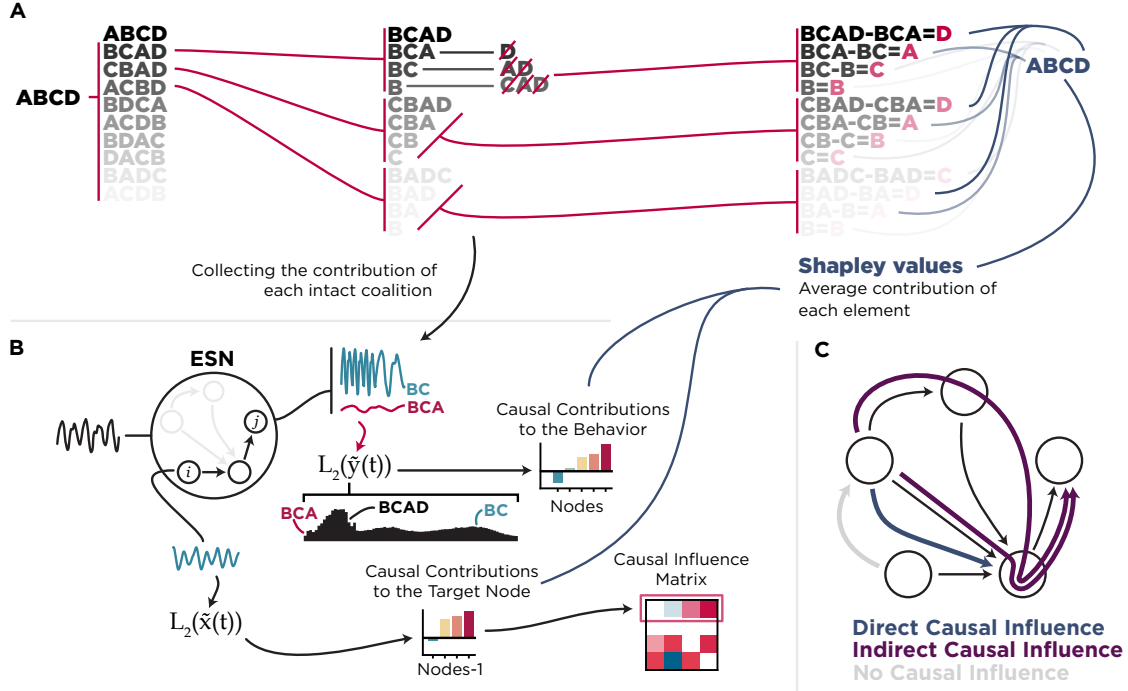 A
ABCD
ABCD
BCAD
CBAD
ACBD
BDCA
ACDB
BDAC
DACB
BADC
ACDB
BCAD
BCA D
BC AD
B CAD
CBAD
CBA
CB
C
BADC
BAD
BA
B
BCAD-BCA=D
BCA-BC=A
BC-B=C
B=B
CBAD-CBA=D
CBA-CB=A
CB-C=B
C=C
BADC-BAD=C
BAD-BA=D
BA-B=A
B=B
ABCD
Collecting the contribution of
each intact coalition
Shapley values
Average contribution of
each element
B
ESN
i
j
BC
BCA
L₂(ỹ(t))
BCA
BCAD
BC
Causal Contributions
to the Behavior
Nodes
L₂(x̃(t))
Causal Contributions
to the Target Node
Nodes-1
Causal Influence
Matrix
C
Direct Causal Influence
Indirect Causal Influence
No Causal Influence